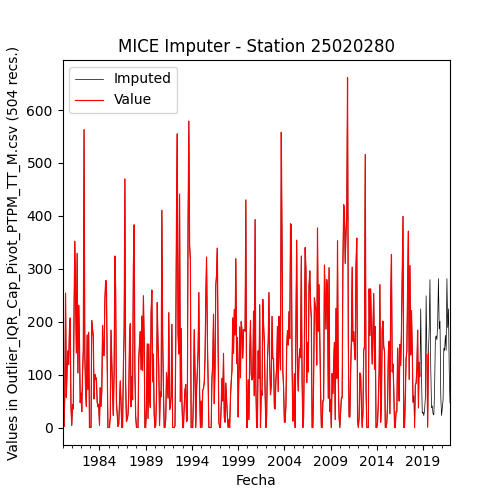 MICE Imputer - Station 25020280
Imputed
Value
Values in Outlier_IQR_Cap_Pivot_PTPM_TT_M.csv (504 recs.)
600
500
400
300
200
100
0
1984 1989 1994 1999 2004 2009 2014 2019
Fecha